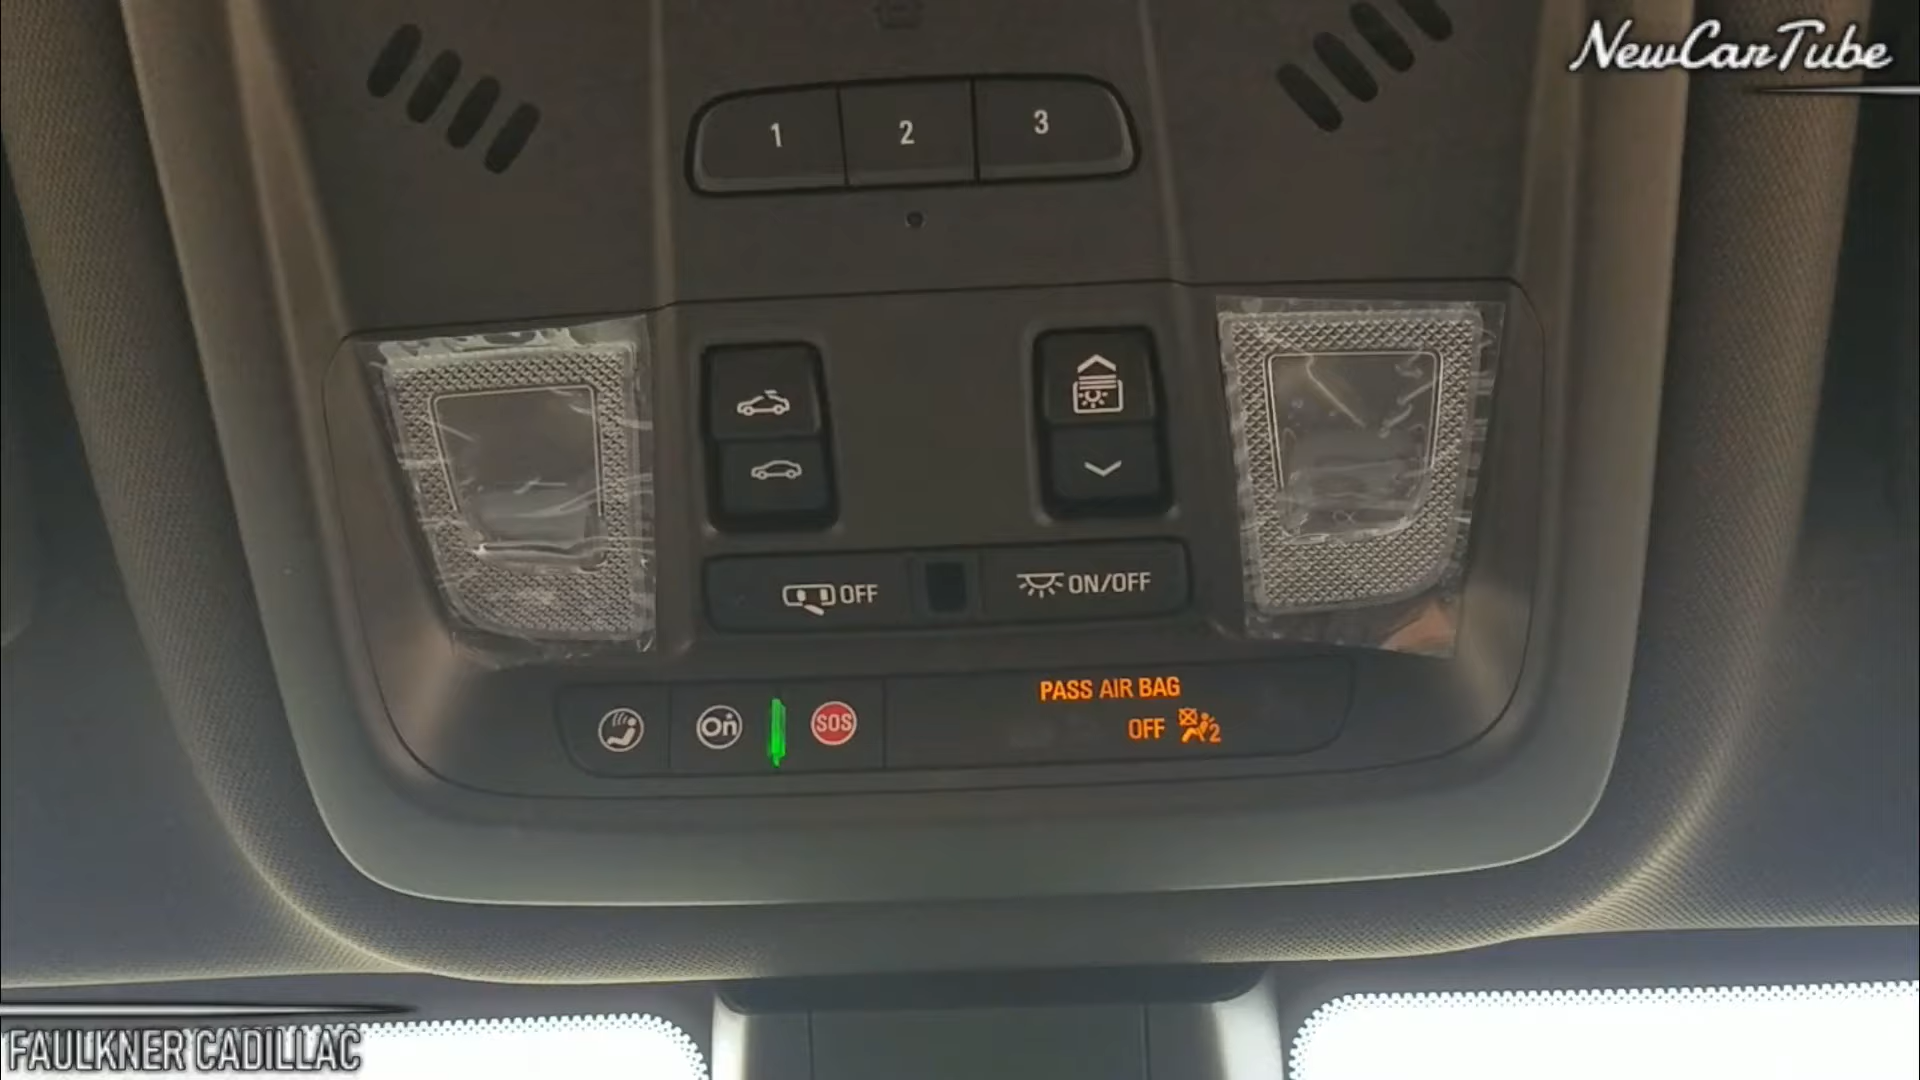 NewCarTube
1 2 3
OFF
ON/OFF
PASS AIR BAG
On SOS OFF 2
FAULKNER CADILLAC